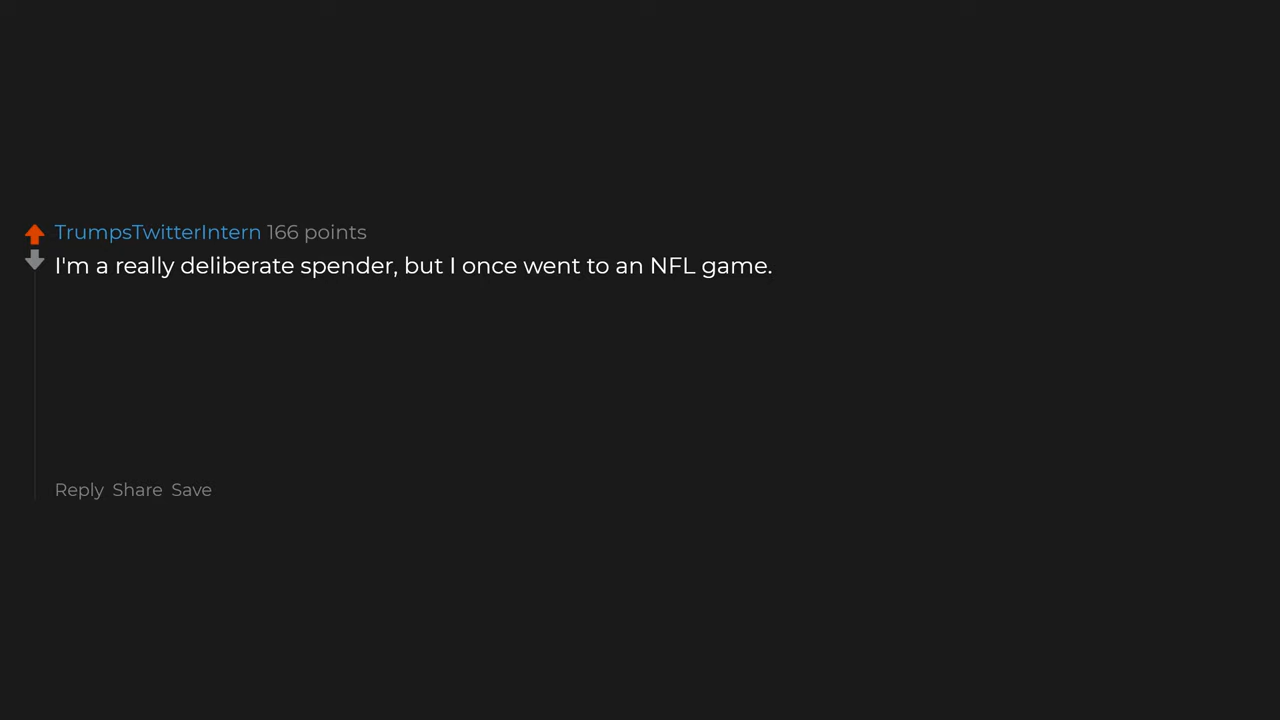 TrumpsTwitterIntern 166 points
I'm a really deliberate spender, but I once went to an NFL game.
Reply Share Save